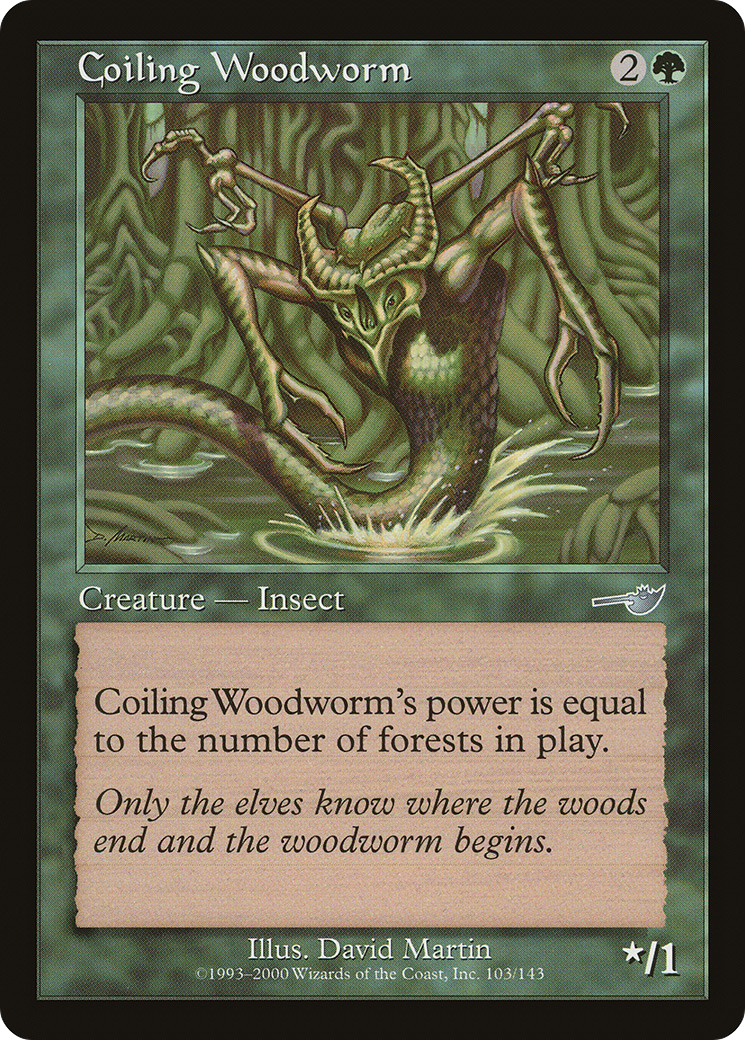 Coiling Woodworm
2
D. Martin
Creature — Insect
Coiling Woodworm's power is equal
to the number of forests in play.
Only the elves know where the woods
end and the woodworm begins.
Illus. David Martin
©1993–2000 Wizards of the Coast, Inc. 103/143
★/1